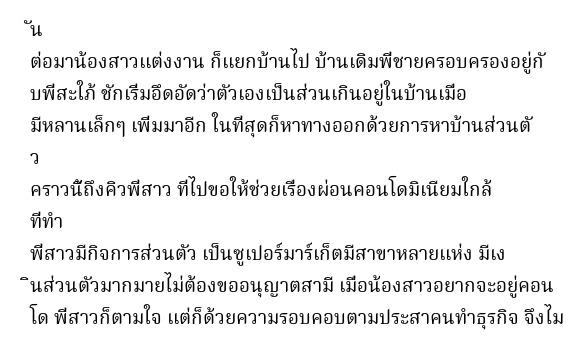 ัน
ต่อมาน้องสาวแต่งงาน ก็แยกบ้านไป บ้านเดิมพี่ชายครอบครองอยู่กั
บพี่สะใภ้ ชักเริ่มอึดอัดว่าตัวเองเป็นส่วนเกินอยู่ในบ้านเมื่อ
มีหลานเล็กๆ เพิ่มมาอีก ในที่สุดก็หาทางออกด้วยการหาบ้านส่วนตั
ว
คราวนี้ถึงคิวพี่สาว ที่ไปขอให้ช่วยเรื่องผ่อนคอนโดมิเนียมใกล้
ที่ทำ
พี่สาวมีกิจการส่วนตัว เป็นซูเปอร์มาร์เก็ตมีสาขาหลายแห่ง มีเง
ินส่วนตัวมากมายไม่ต้องขออนุญาตสามี เมื่อน้องสาวอยากจะอยู่คอน
โด พี่สาวก็ตามใจ แต่ก็ด้วยความรอบคอบตามประสาคนทำธุรกิจ จึงไม